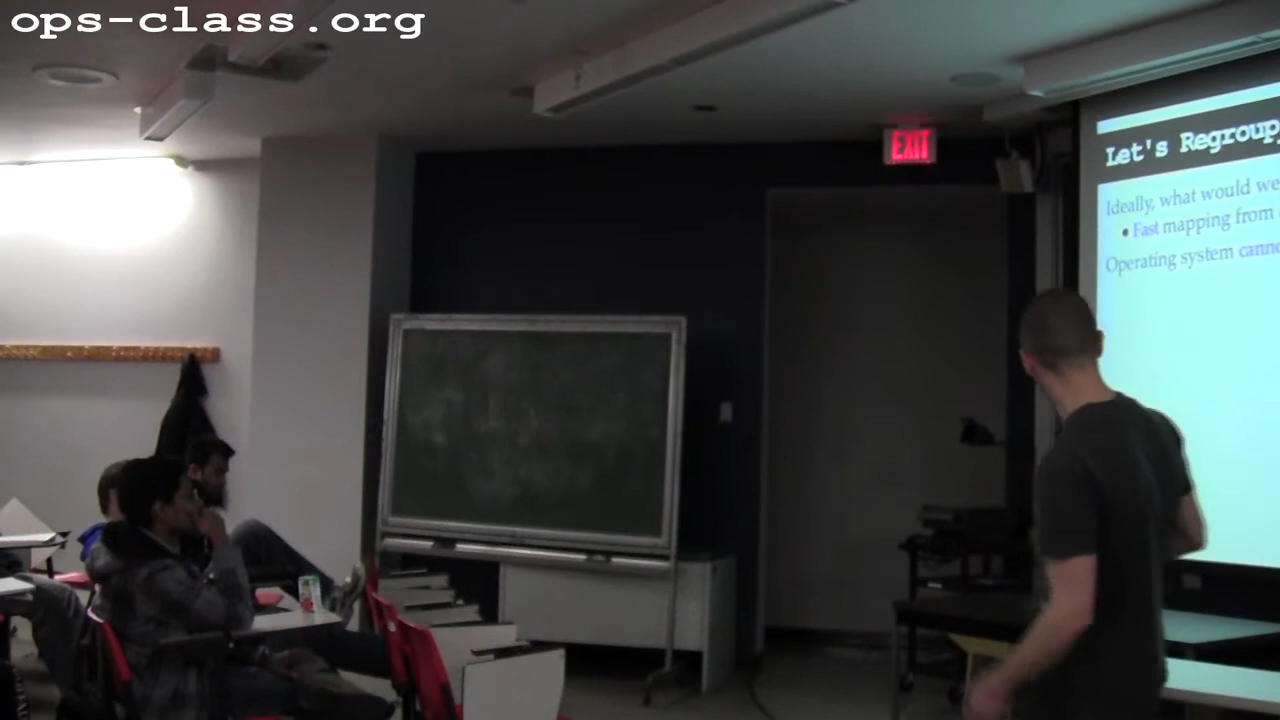 ops-class.org
EXIT
Let's Regroup
Ideally, what would we
• Fast mapping from
Operating system